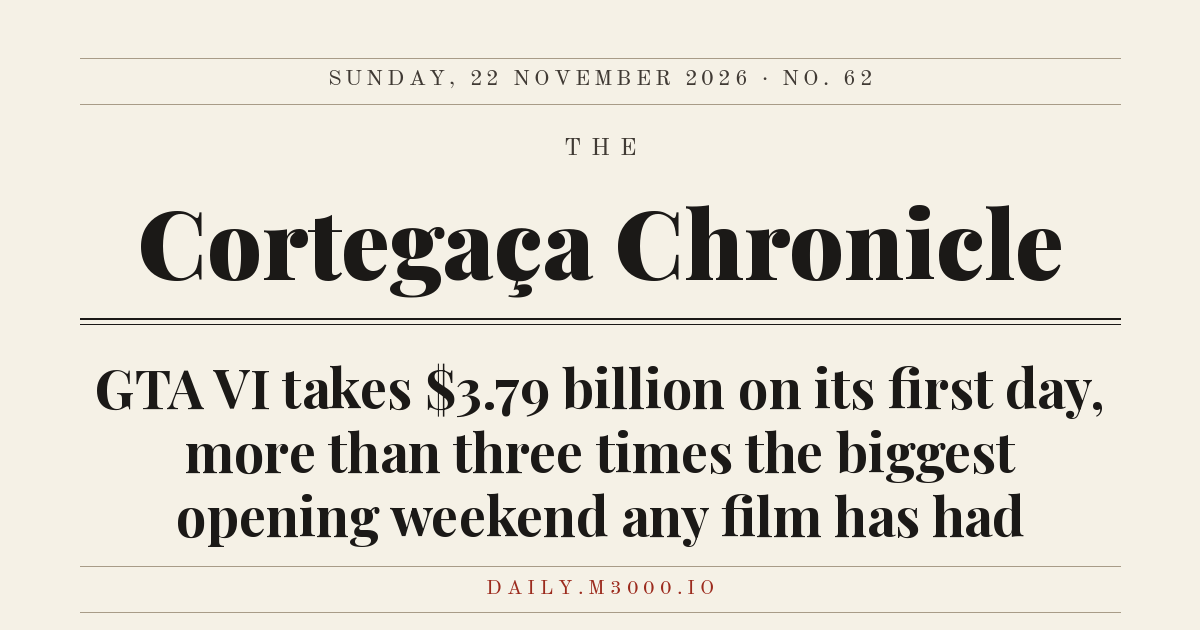 SUNDAY, 22 NOVEMBER 2026 · NO. 62
THE
Cortegaça Chronicle
GTA VI takes $3.79 billion on its first day,
more than three times the biggest
opening weekend any film has had
DAILY.M3000.IO